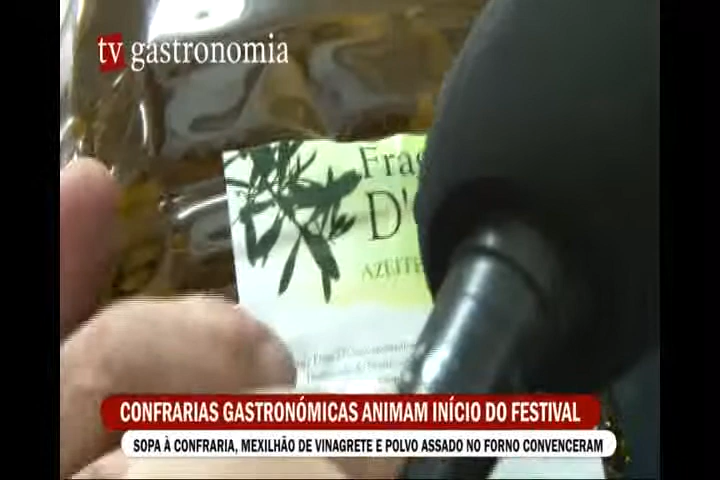 tv gastronomia
D'
AZEITE
CONFRARIAS GASTRONÓMICAS ANIMAM INÍCIO DO FESTIVAL
SOPA À CONFRARIA, MEXILHÃO DE VINAGRETE E POLVO ASSADO NO FORNO CONVENCERAM